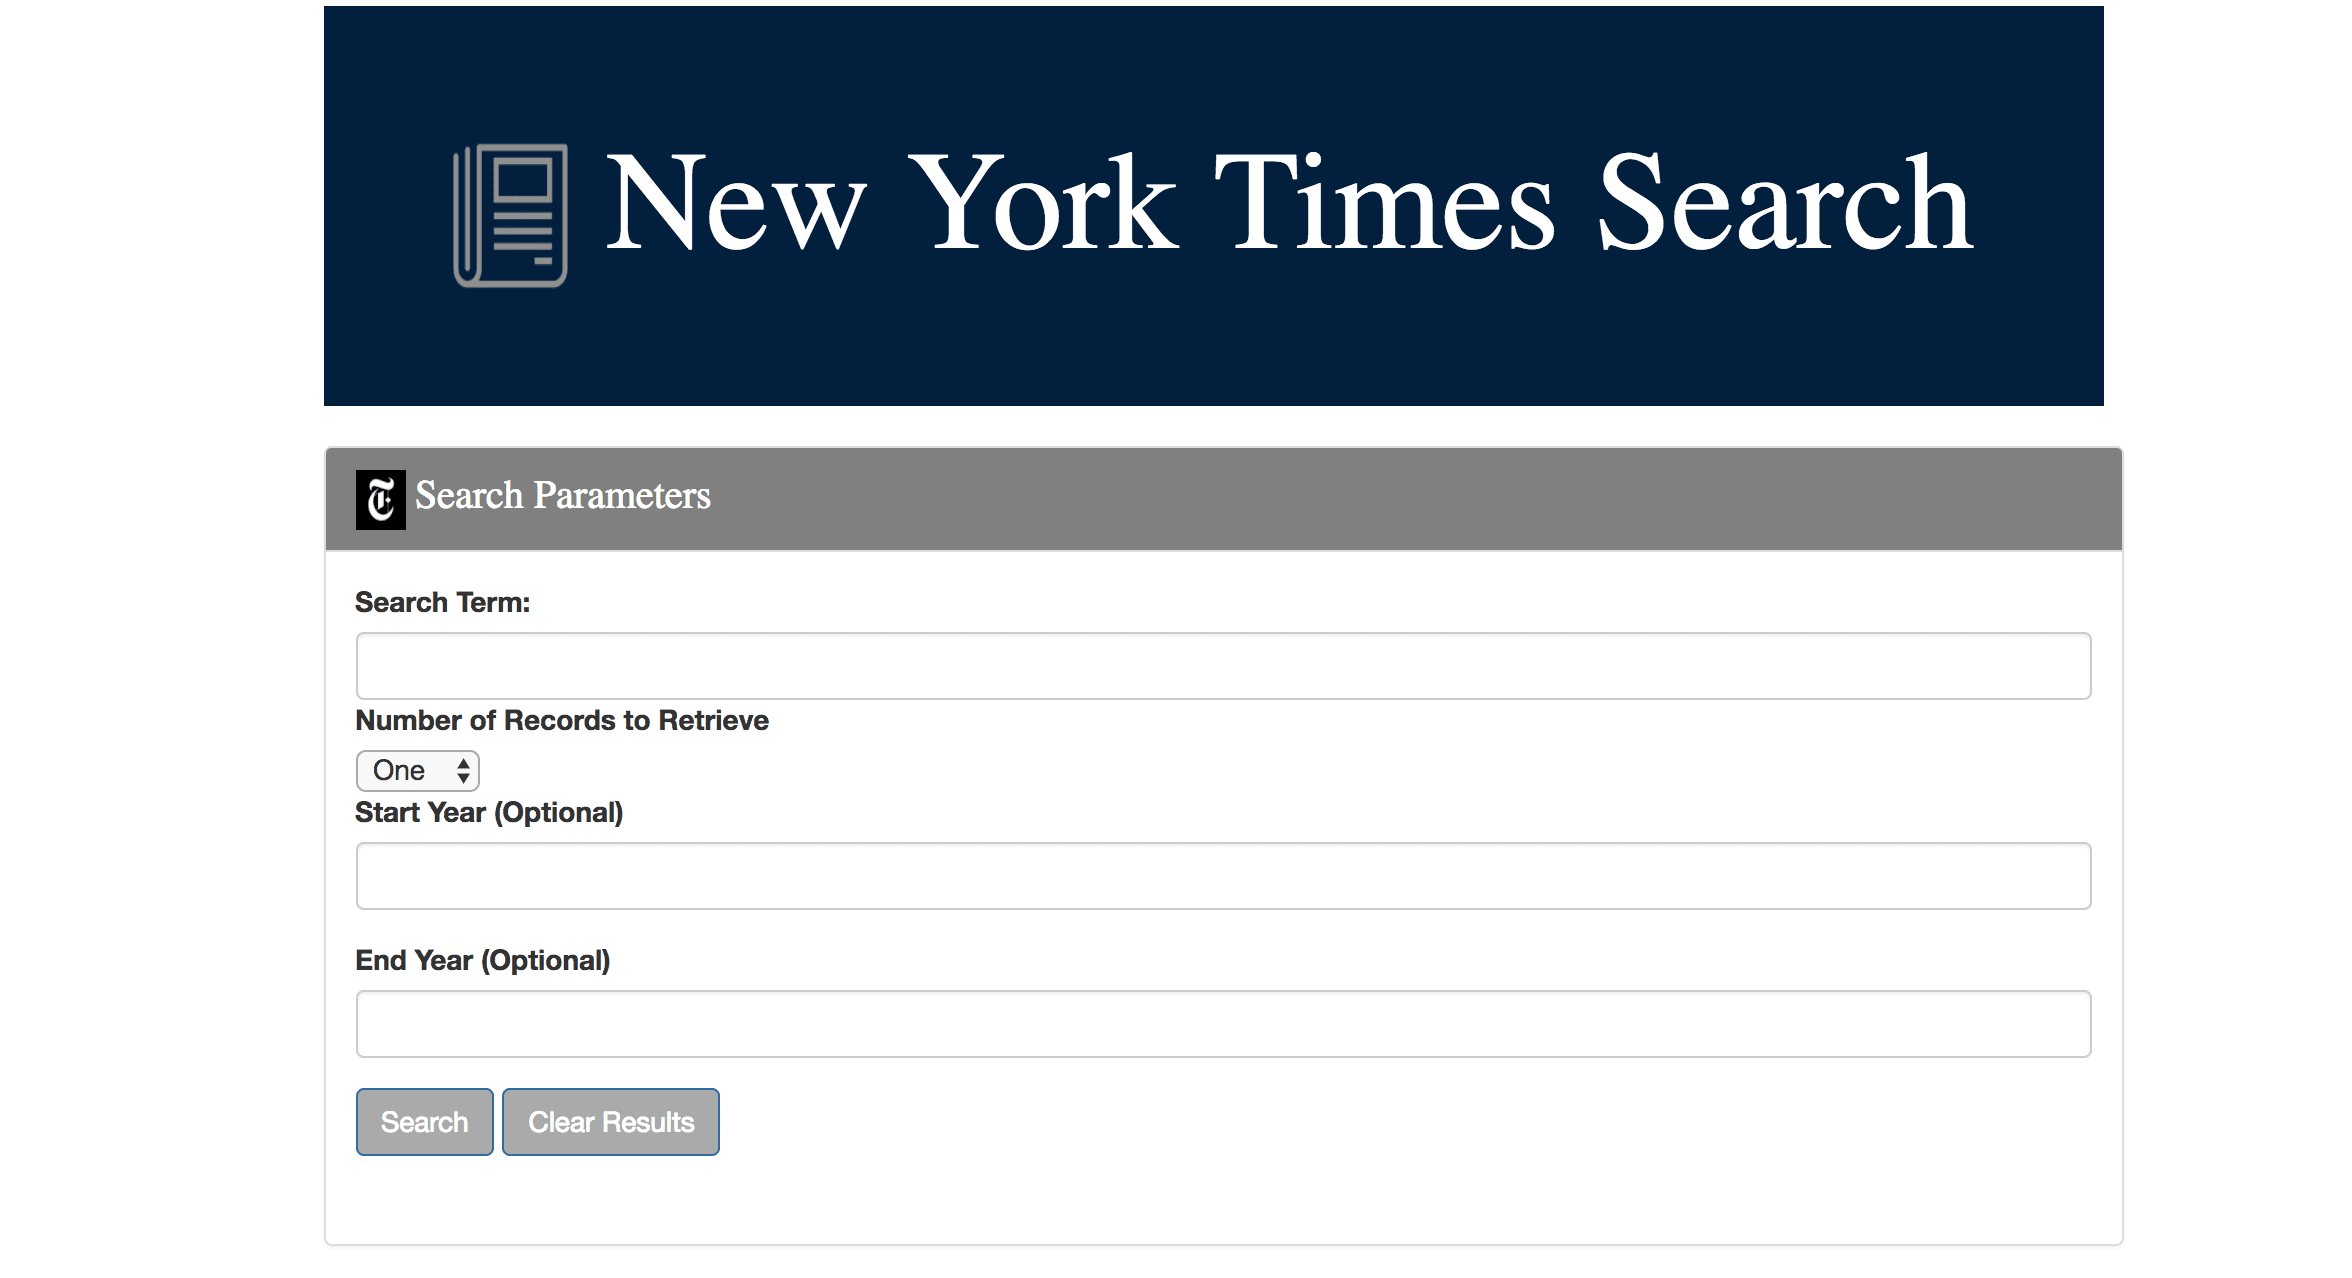 New York Times Search
T Search Parameters
Search Term:
Number of Records to Retrieve
One
Start Year (Optional)
End Year (Optional)
Search Clear Results